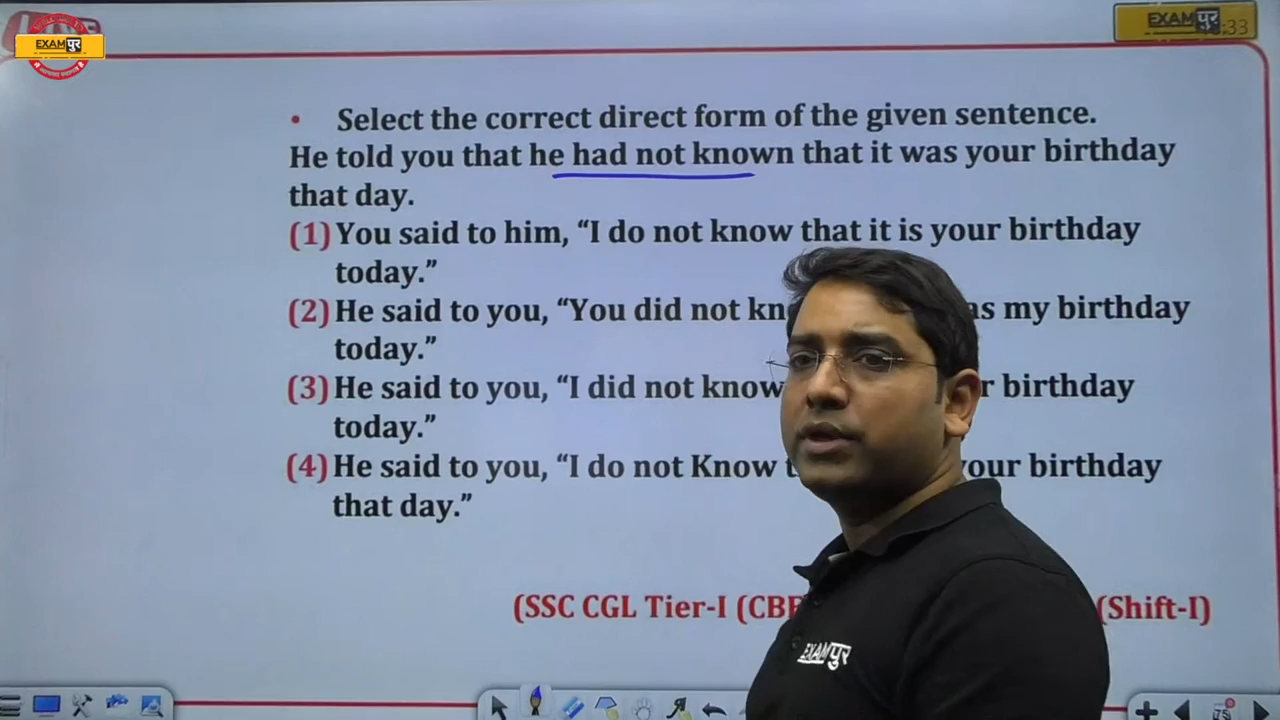 EXAMपुर
EXAMपुर
:33
• Select the correct direct form of the given sentence.
He told you that he had not known that it was your birthday
that day.
(1) You said to him, “I do not know that it is your birthday
today.”
(2) He said to you, “You did not my birthday
today.”
(3) He said to you, “I did not know birthday
today.”
(4) He said to you, “I do not Know your birthday
that day.”
(SSC CGL Tier-I (Shift-I)
EXAMपुर
75